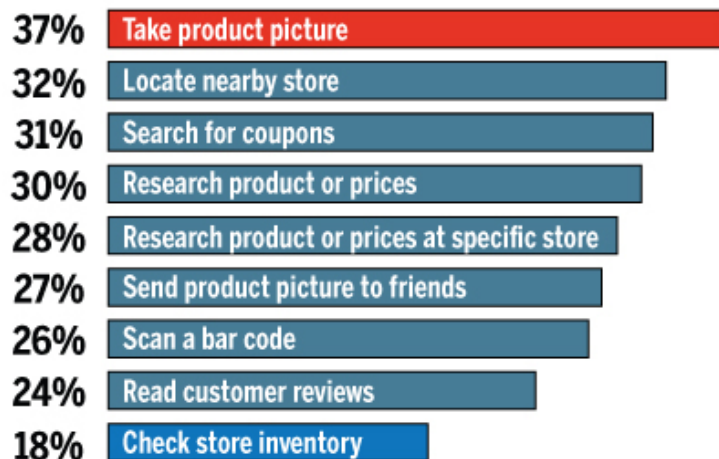 37% Take product picture
32% Locate nearby store
31% Search for coupons
30% Research product or prices
28% Research product or prices at specific store
27% Send product picture to friends
26% Scan a bar code
24% Read customer reviews
18% Check store inventory